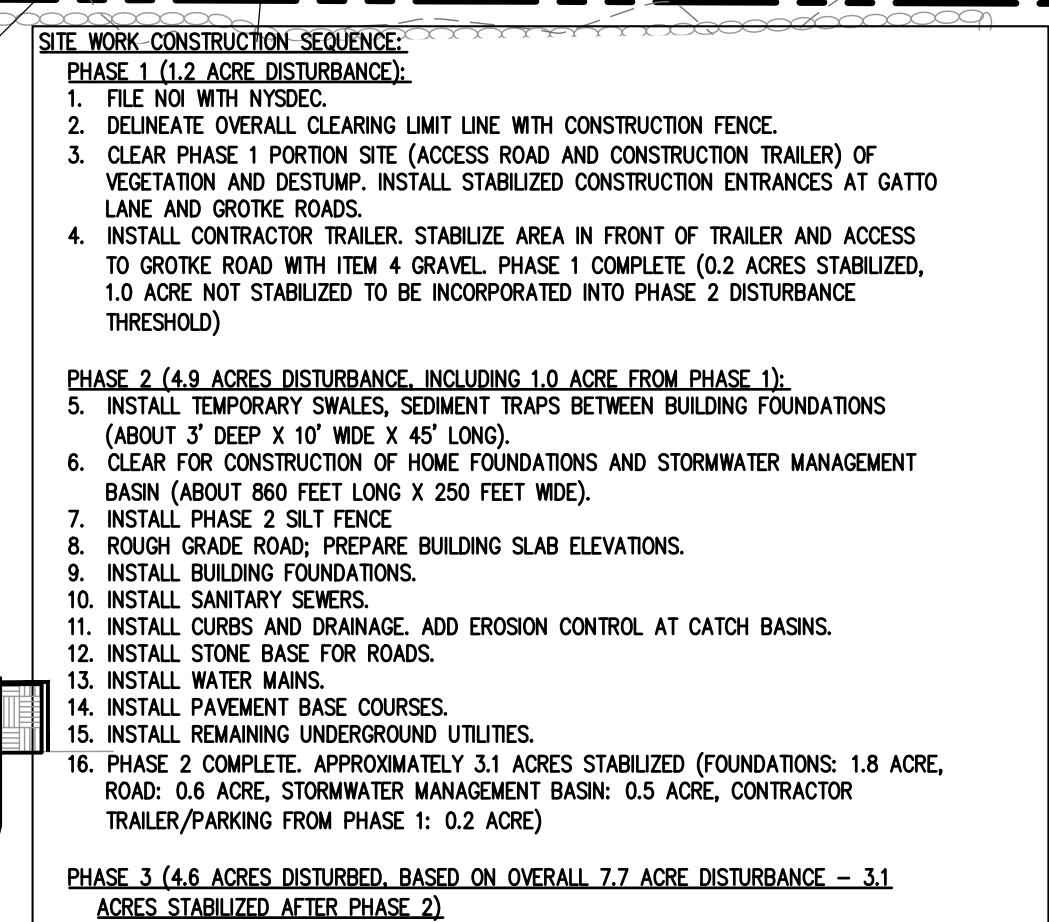 SITE WORK CONSTRUCTION SEQUENCE:
PHASE 1 (1.2 ACRE DISTURBANCE):
1. FILE NOI WITH NYSDEC.
2. DELINEATE OVERALL CLEARING LIMIT LINE WITH CONSTRUCTION FENCE.
3. CLEAR PHASE 1 PORTION SITE (ACCESS ROAD AND CONSTRUCTION TRAILER) OF
VEGETATION AND DESTUMP. INSTALL STABILIZED CONSTRUCTION ENTRANCES AT GATTO
LANE AND GROTKE ROADS.
4. INSTALL CONTRACTOR TRAILER. STABILIZE AREA IN FRONT OF TRAILER AND ACCESS
TO GROTKE ROAD WITH ITEM 4 GRAVEL. PHASE 1 COMPLETE (0.2 ACRES STABILIZED,
1.0 ACRE NOT STABILIZED TO BE INCORPORATED INTO PHASE 2 DISTURBANCE
THRESHOLD)
PHASE 2 (4.9 ACRES DISTURBANCE, INCLUDING 1.0 ACRE FROM PHASE 1):
5. INSTALL TEMPORARY SWALES, SEDIMENT TRAPS BETWEEN BUILDING FOUNDATIONS
(ABOUT 3' DEEP X 10' WIDE X 45' LONG).
6. CLEAR FOR CONSTRUCTION OF HOME FOUNDATIONS AND STORMWATER MANAGEMENT
BASIN (ABOUT 860 FEET LONG X 250 FEET WIDE).
7. INSTALL PHASE 2 SILT FENCE
8. ROUGH GRADE ROAD; PREPARE BUILDING SLAB ELEVATIONS.
9. INSTALL BUILDING FOUNDATIONS.
10. INSTALL SANITARY SEWERS.
11. INSTALL CURBS AND DRAINAGE. ADD EROSION CONTROL AT CATCH BASINS.
12. INSTALL STONE BASE FOR ROADS.
13. INSTALL WATER MAINS.
14. INSTALL PAVEMENT BASE COURSES.
15. INSTALL REMAINING UNDERGROUND UTILITIES.
16. PHASE 2 COMPLETE. APPROXIMATELY 3.1 ACRES STABILIZED (FOUNDATIONS: 1.8 ACRE,
ROAD: 0.6 ACRE, STORMWATER MANAGEMENT BASIN: 0.5 ACRE, CONTRACTOR
TRAILER/PARKING FROM PHASE 1: 0.2 ACRE)
PHASE 3 (4.6 ACRES DISTURBED, BASED ON OVERALL 7.7 ACRE DISTURBANCE – 3.1
ACRES STABILIZED AFTER PHASE 2)